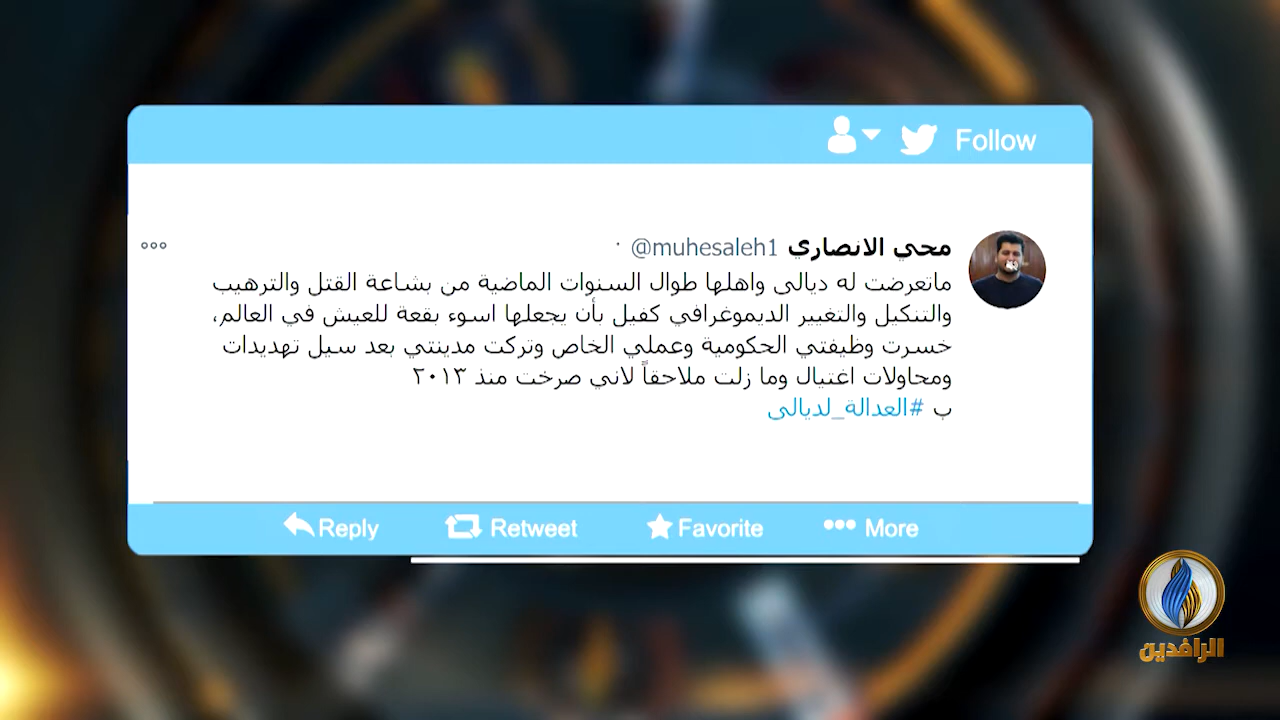 Follow
محي الانصاري @muhesaleh1 ·
ماتعرضت له ديالى واهلها طوال السنوات الماضية من بشاعة القتل والترهيب
والتنكيل والتغيير الديموغرافي كفيل بأن يجعلها اسوء بقعة للعيش في العالم،
خسرت وظيفتي الحكومية وعملي الخاص وتركت مدينتي بعد سيل تهديدات
ومحاولات اغتيال وما زلت ملاحقاً لاني صرخت منذ ٢٠١٣
ب #العدالة_لديالى
Reply Retweet Favorite More
الرافدين